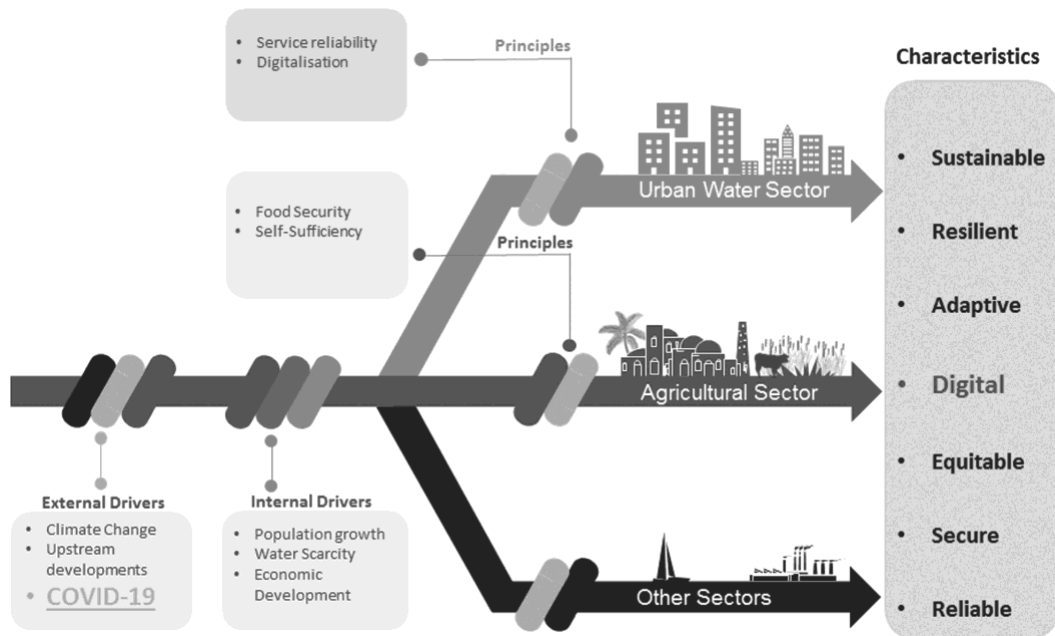 • Service reliability
• Digitalisation
Principles
Urban Water Sector
• Food Security
• Self-Sufficiency
Principles
Agricultural Sector
External Drivers
• Climate Change
• Upstream
developments
• COVID-19
Internal Drivers
• Population growth
• Water Scarcity
• Economic
Development
Other Sectors
Characteristics
• Sustainable
• Resilient
• Adaptive
• Digital
• Equitable
• Secure
• Reliable